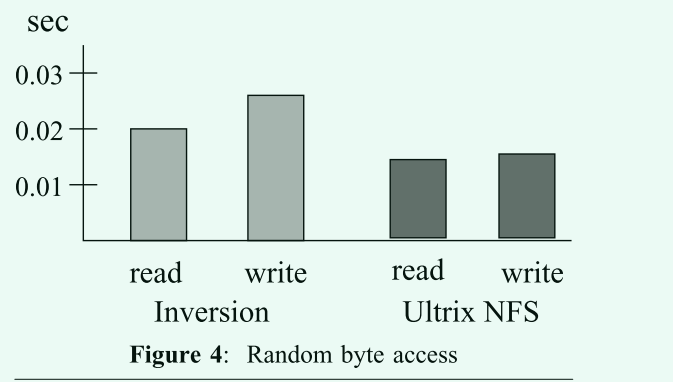 sec
0.03
0.02
0.01
read write read write
Inversion Ultrix NFS
Figure 4: Random byte access